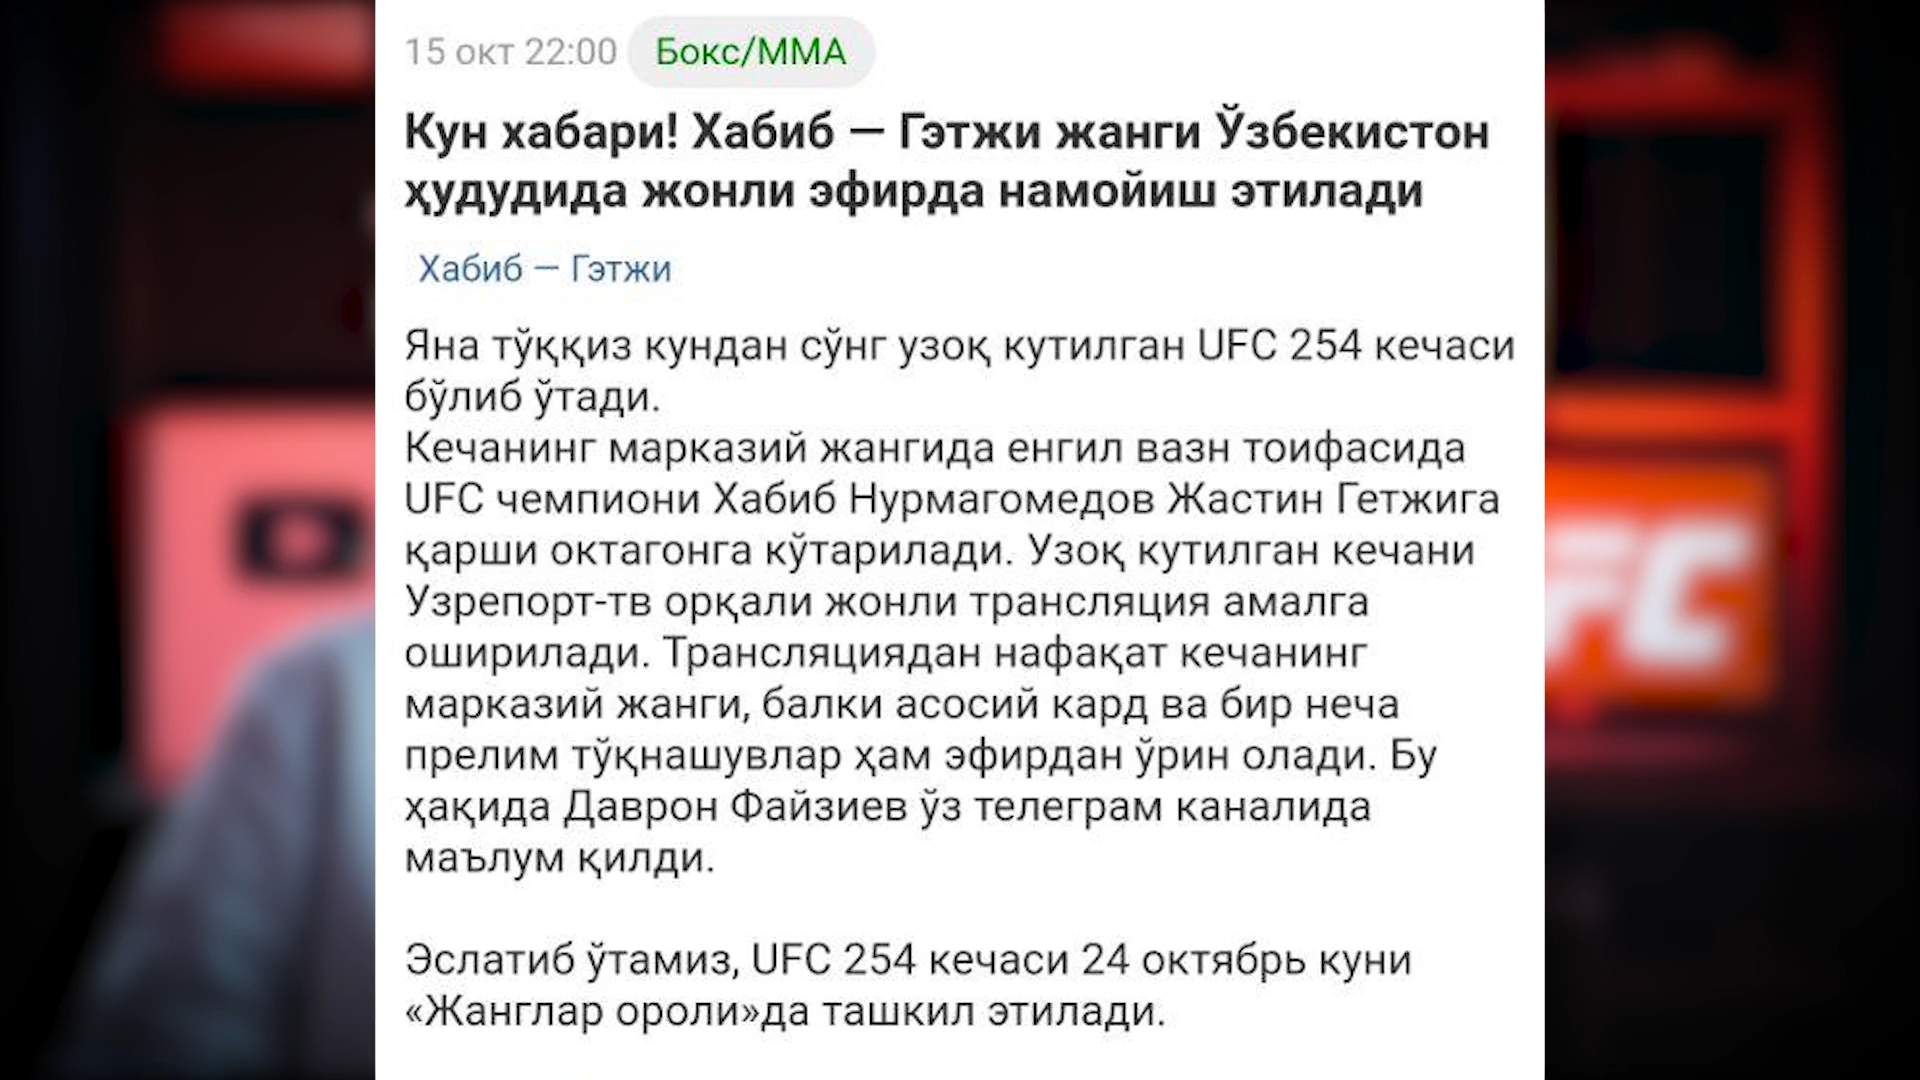 15 окт 22:00 Бокс/ММА
Кун хабари! Хабиб — Гэтжи жанги Ўзбекистон
ҳудудида жонли эфирда намойиш этилади
Хабиб — Гэтжи
Яна тўққиз кундан сўнг узоқ кутилган UFC 254 кечаси
бўлиб ўтади.
Кечанинг марказий жангида енгил вазн тоифасида
UFC чемпиони Хабиб Нурмагомедов Жастин Гетжига
қарши октагонга кўтарилади. Узоқ кутилган кечани
Узрепорт-тв орқали жонли трансляция амалга
оширилади. Трансляциядан нафақат кечанинг
марказий жанги, балки асосий кард ва бир неча
прелим тўқнашувлар ҳам эфирдан ўрин олади. Бу
ҳақида Даврон Файзиев ўз телеграм каналида
маълум қилди.
Эслатиб ўтамиз, UFC 254 кечаси 24 октябрь куни
«Жанглар ороли»да ташкил этилади.